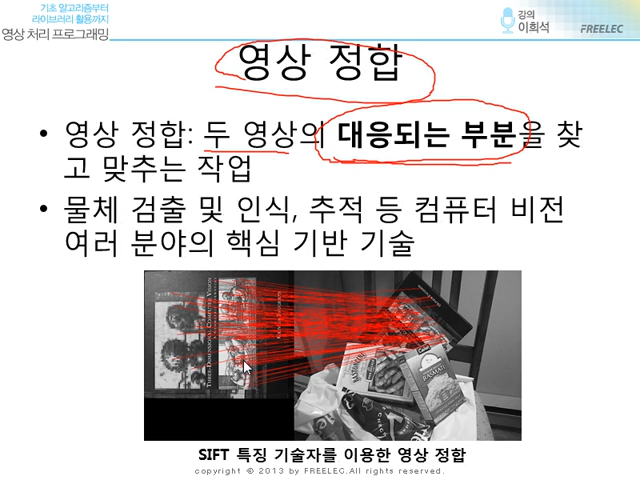 기초 알고리즘부터
라이브러리 활용까지
영상 처리 프로그래밍
강의
이희석
FREELEC
영상 정합
• 영상 정합: 두 영상의 대응되는 부분을 찾
고 맞추는 작업
• 물체 검출 및 인식, 추적 등 컴퓨터 비전
여러 분야의 핵심 기반 기술
BASMATI
SIFT 특징 기술자를 이용한 영상 정합
copyright © 2013 by FREELEC.All rights reserved.